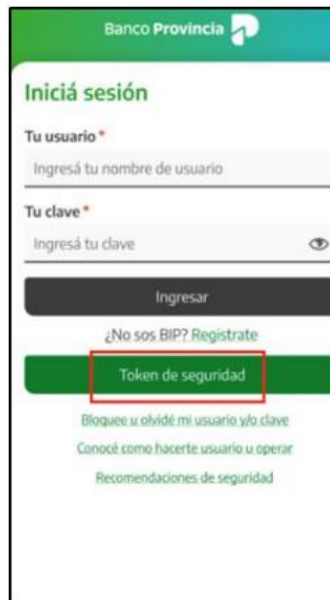 Banco Provincia
Iniciá sesión
Tu usuario *
Ingresá tu nombre de usuario
Tu clave *
Ingresá tu clave
Ingresar
¿No sos BIP? Registrate
Token de seguridad
Bloquee u olvidé mi usuario y/o clave
Conocé como hacerte usuario u operar
Recomendaciones de seguridad